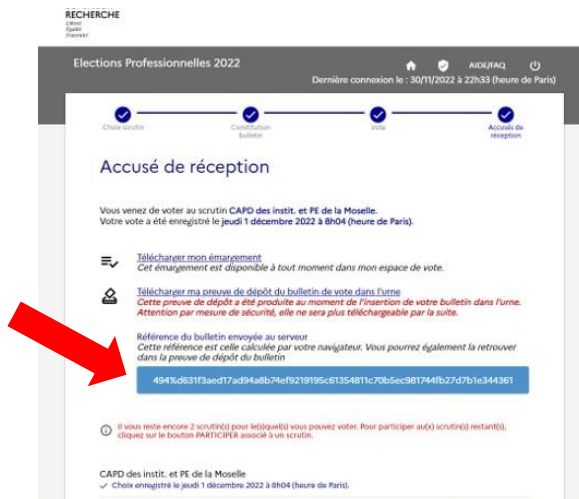 RECHERCHE
Liberté
Égalité
Fraternité
Elections Professionnelles 2022
AIDE/FAQ
Dernière connexion le : 30/11/2022 à 22h33 (heure de Paris)
Choix scrutin
Constitution
bulletin
Vote
Accusés de
réception
Accusé de réception
Vous venez de voter au scrutin CAPD des instit. et PE de la Moselle.
Votre vote a été enregistré le jeudi 1 décembre 2022 à 8h04 (heure de Paris).
Télécharger mon émargement
Cet émargement est disponible à tout moment dans mon espace de vote.
Télécharger ma preuve de dépôt du bulletin de vote dans l'urne
Cette preuve de dépôt a été produite au moment de l'insertion de votre bulletin dans l'urne.
Attention par mesure de sécurité, elle ne sera plus téléchargeable par la suite.
Référence du bulletin envoyée au serveur
Cette référence est celle calculée par votre navigateur. Vous pourrez également la retrouver
dans la preuve de dépôt du bulletin
494%d631f3aed17ad94a8b74ef9219195c61354811c70b5ec981744fb27d7b1e344361
Il vous reste encore 2 scrutin(s) pour le(s)quel(s) vous pouvez voter. Pour participer au(x) scrutin(s) restant(s),
cliquez sur le bouton PARTICIPER associé à un scrutin.
CAPD des instit. et PE de la Moselle
Choix enregistré le jeudi 1 décembre 2022 à 8h04 (heure de Paris).